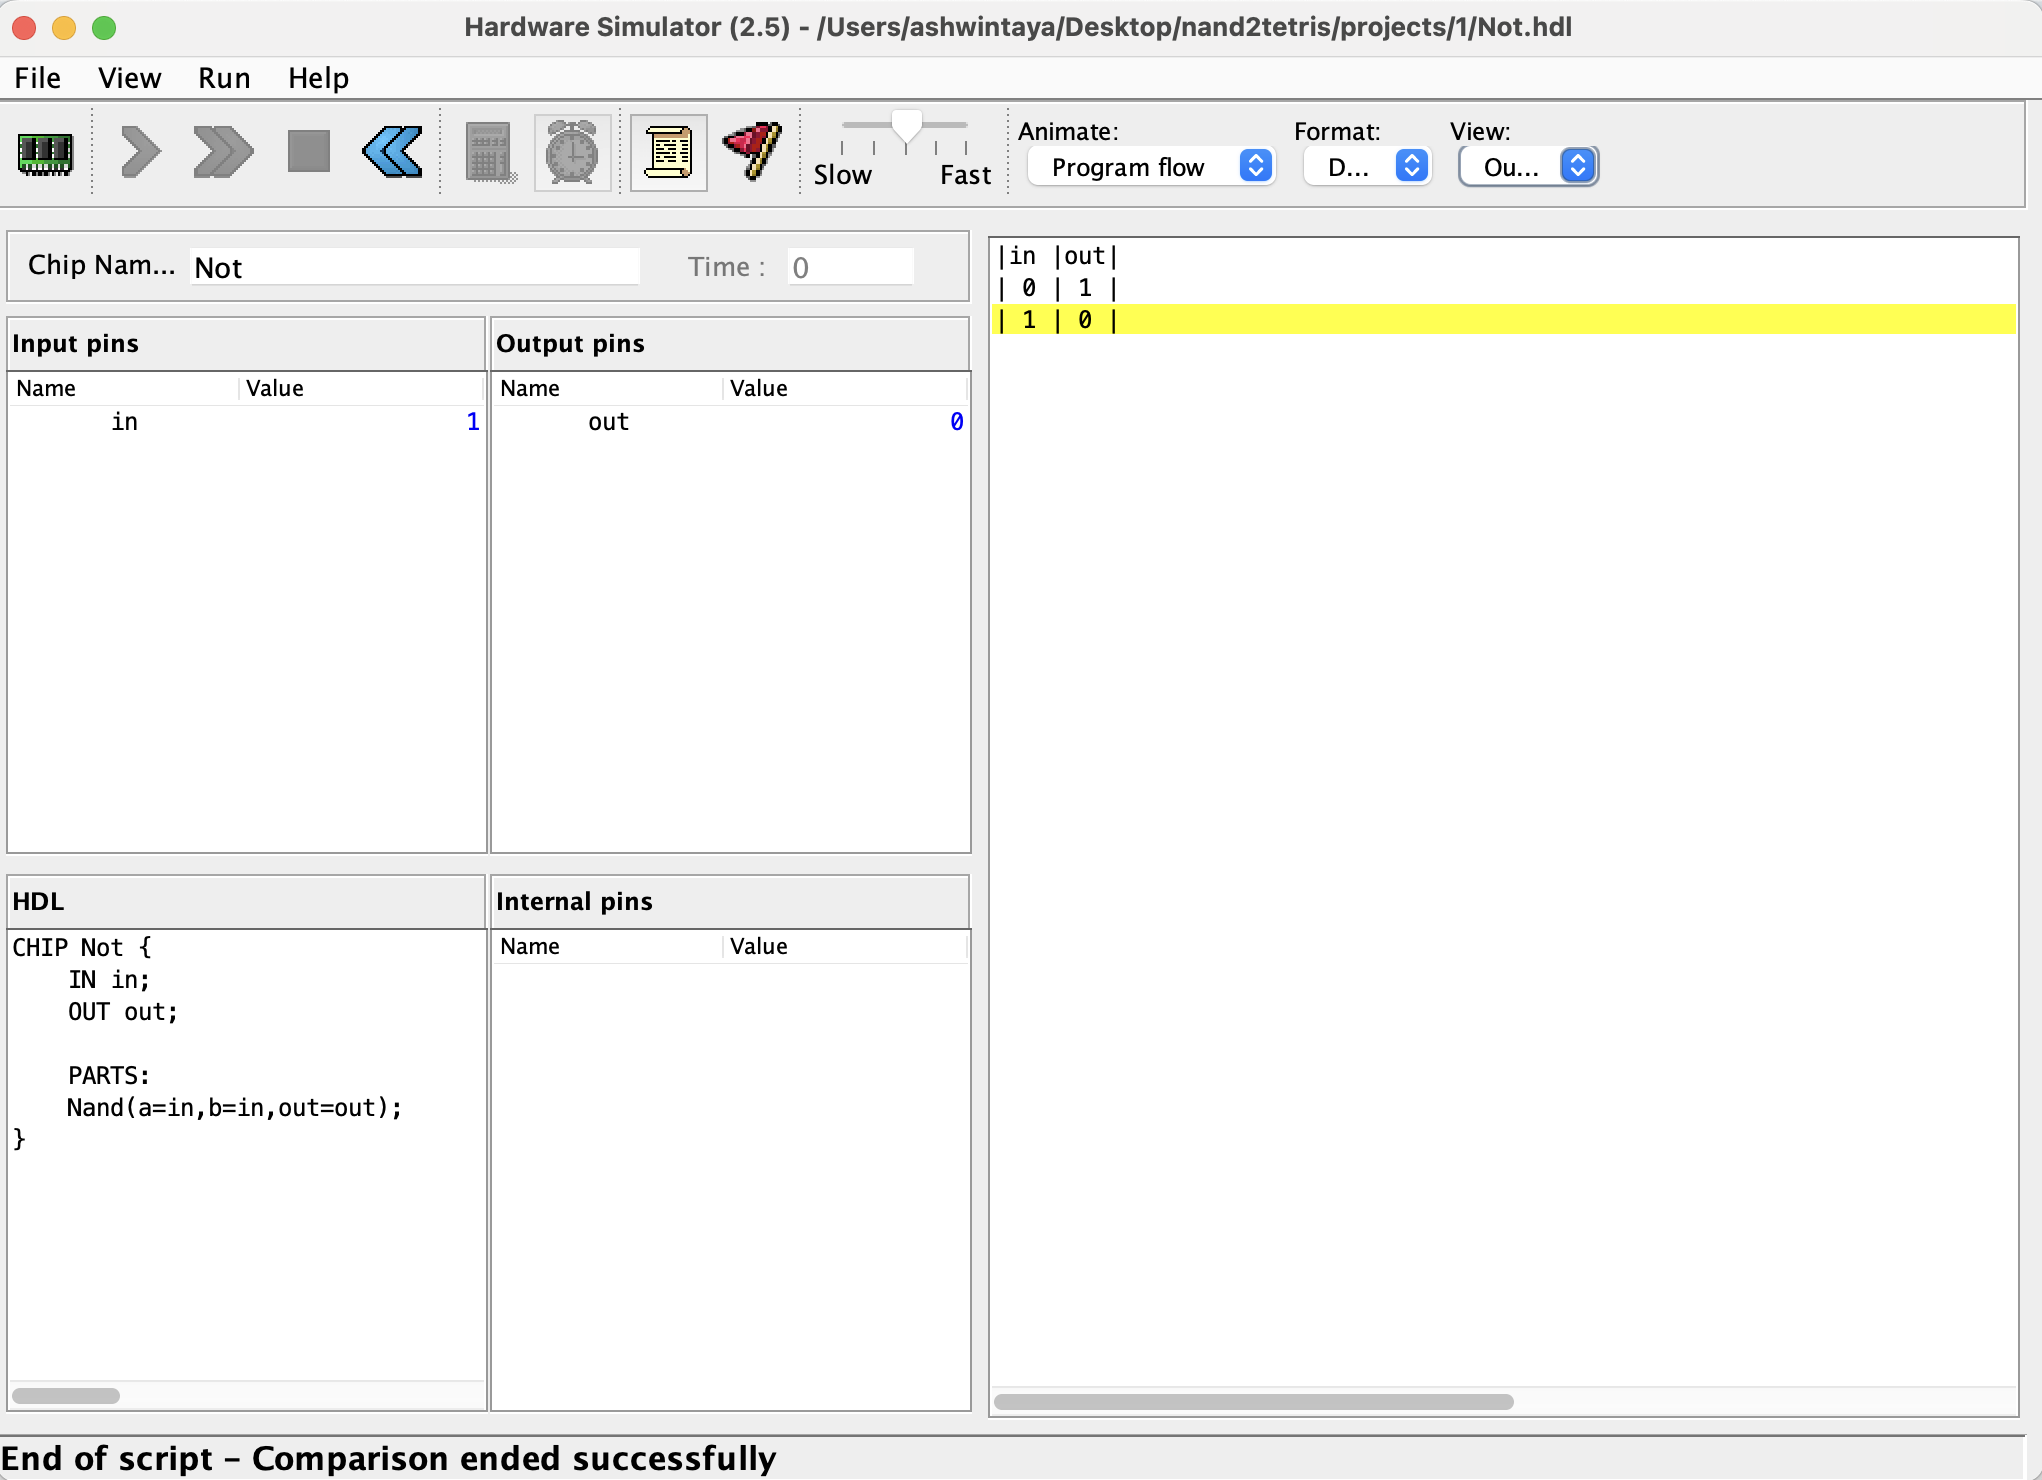 Hardware Simulator (2.5) - /Users/ashwintaya/Desktop/nand2tetris/projects/1/Not.hdl
File View Run Help
Animate: Format: View:
Slow Fast Program flow D... Ou...
Chip Nam... Not Time : 0
Input pins
Name Value
in 1
Output pins
Name Value
out 0
HDL
CHIP Not {
IN in;
OUT out;
PARTS:
Nand(a=in,b=in,out=out);
}
Internal pins
Name Value
|in |out|
| 0 | 1 |
| 1 | 0 |
End of script - Comparison ended successfully